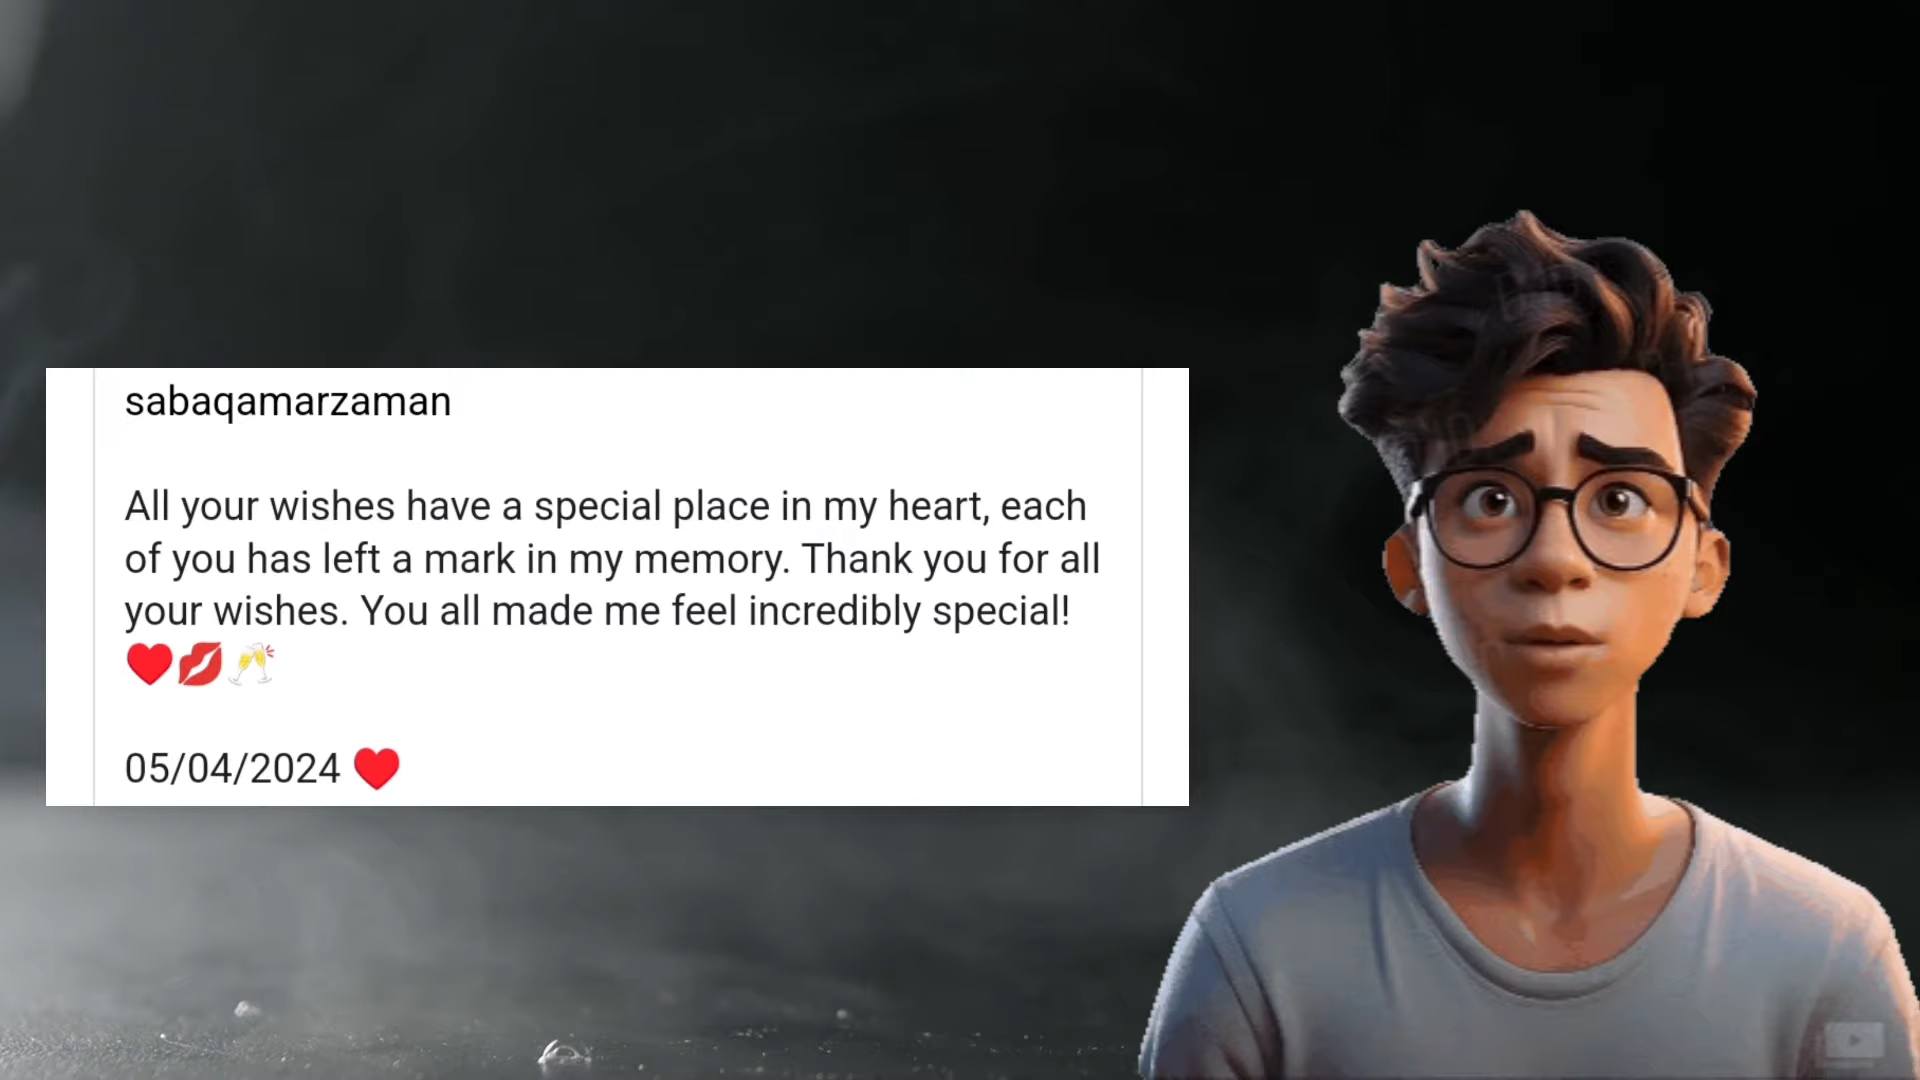 sabaqamarzaman
All your wishes have a special place in my heart, each
of you has left a mark in my memory. Thank you for all
your wishes. You all made me feel incredibly special!
❤️💋🥂
05/04/2024 ❤️